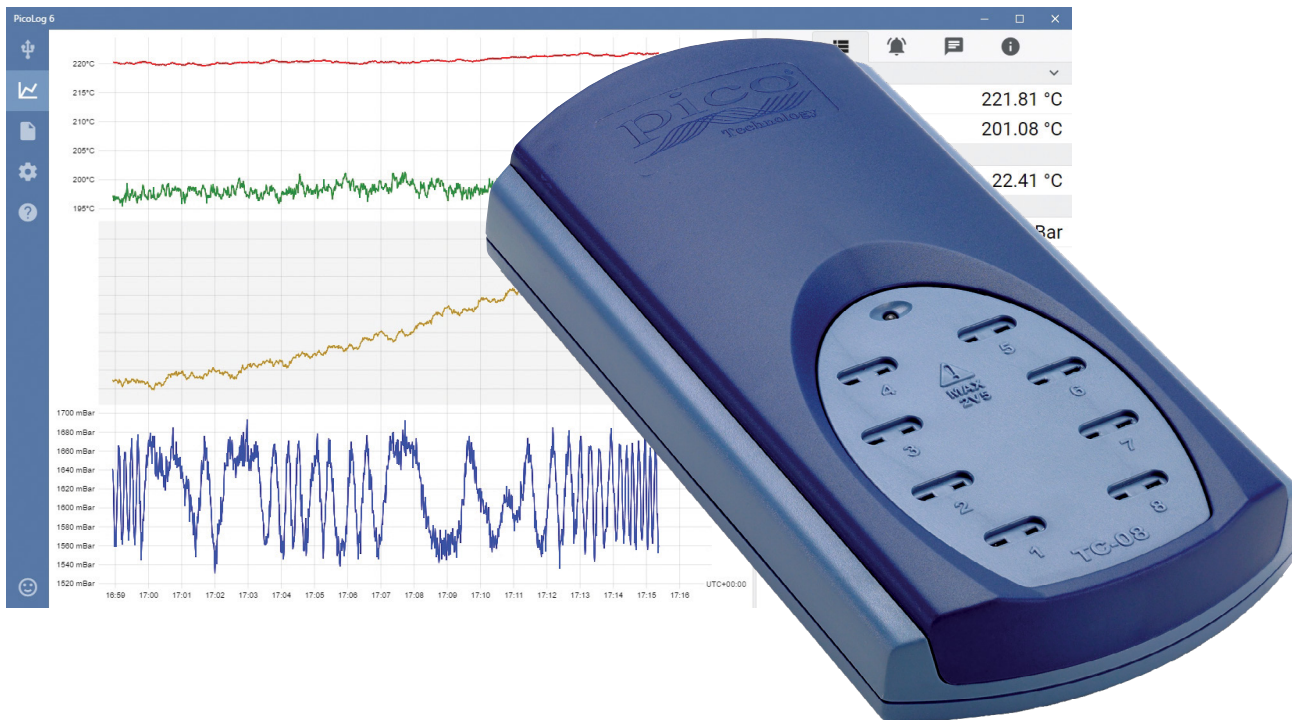 PicoLog 6
220°C
215°C
210°C
205°C
200°C
195°C
1700 mBar
1680 mBar
1660 mBar
1640 mBar
1620 mBar
1600 mBar
1580 mBar
1560 mBar
1540 mBar
1520 mBar
16:59 17:00 17:01 17:02 17:03 17:04 17:05 17:06 17:07 17:08 17:09 17:10 17:11 17:12 17:13 17:14 17:15 17:16
UTC+00:00
221.81 °C
201.08 °C
22.41 °C
Bar
pico
Technology
MAX
2V5
4
3
2
1
5
6
7
8
TC-08